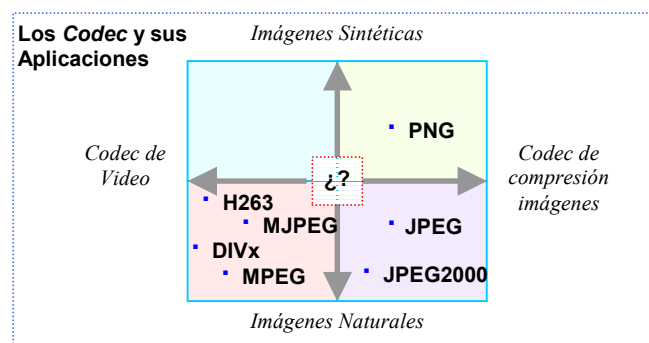 Los Codec y sus
Aplicaciones
Imágenes Sintéticas
PNG
Codec de
Video
¿?
Codec de
compresión
imágenes
H263
MJPEG
JPEG
DIVx
MPEG
JPEG2000
Imágenes Naturales